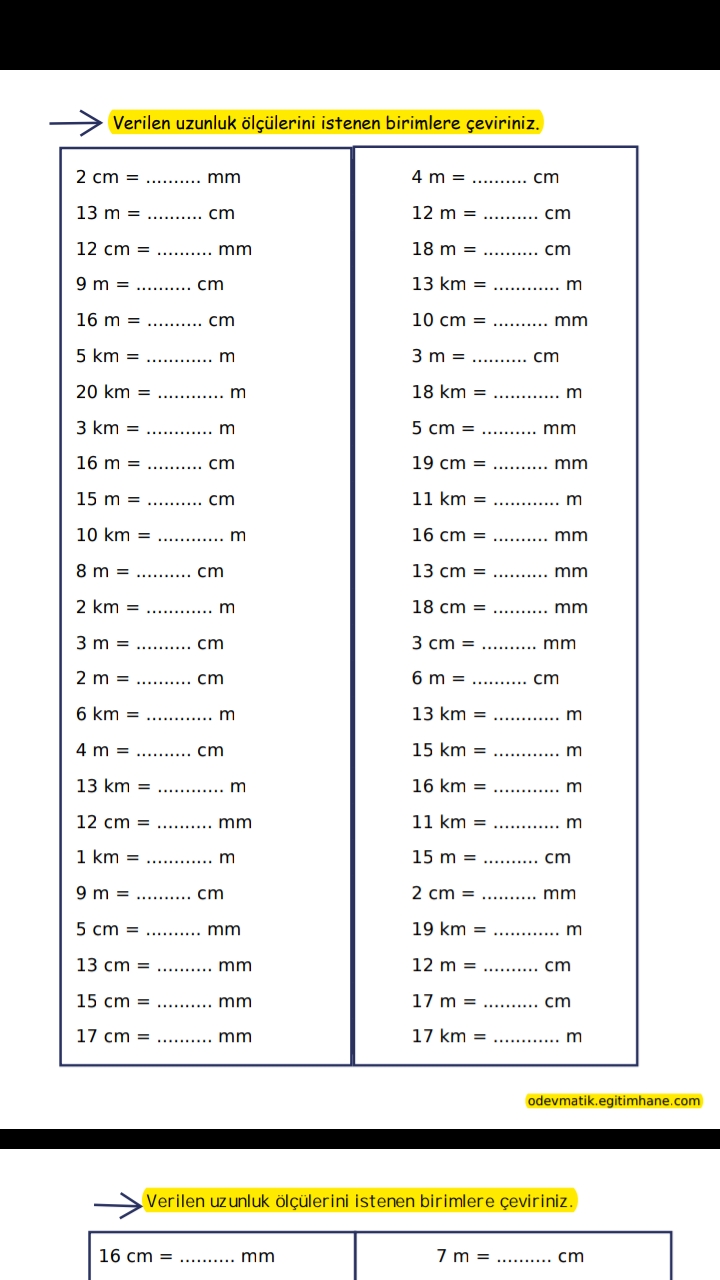 Verilen uzunluk ölçülerini istenen birimlere çeviriniz.
2 cm = .......... mm
13 m = .......... cm
12 cm = .......... mm
9 m = .......... cm
16 m = .......... cm
5 km = ............ m
20 km = ............ m
3 km = ............ m
16 m = .......... cm
15 m = .......... cm
10 km = ............ m
8 m = .......... cm
2 km = ............ m
3 m = .......... cm
2 m = .......... cm
6 km = ............ m
4 m = .......... cm
13 km = ............ m
12 cm = .......... mm
1 km = ............ m
9 m = .......... cm
5 cm = .......... mm
13 cm = .......... mm
15 cm = .......... mm
17 cm = .......... mm
4 m = .......... cm
12 m = .......... cm
18 m = .......... cm
13 km = ............ m
10 cm = .......... mm
3 m = .......... cm
18 km = ............ m
5 cm = .......... mm
19 cm = .......... mm
11 km = ............ m
16 cm = .......... mm
13 cm = .......... mm
18 cm = .......... mm
3 cm = .......... mm
6 m = .......... cm
13 km = ............ m
15 km = ............ m
16 km = ............ m
11 km = ............ m
15 m = .......... cm
2 cm = .......... mm
19 km = ............ m
12 m = .......... cm
17 m = .......... cm
17 km = ............ m
odevmatik.egitimhane.com
Verilen uzunluk ölçülerini istenen birimlere çeviriniz.
16 cm = .......... mm
7 m = .......... cm